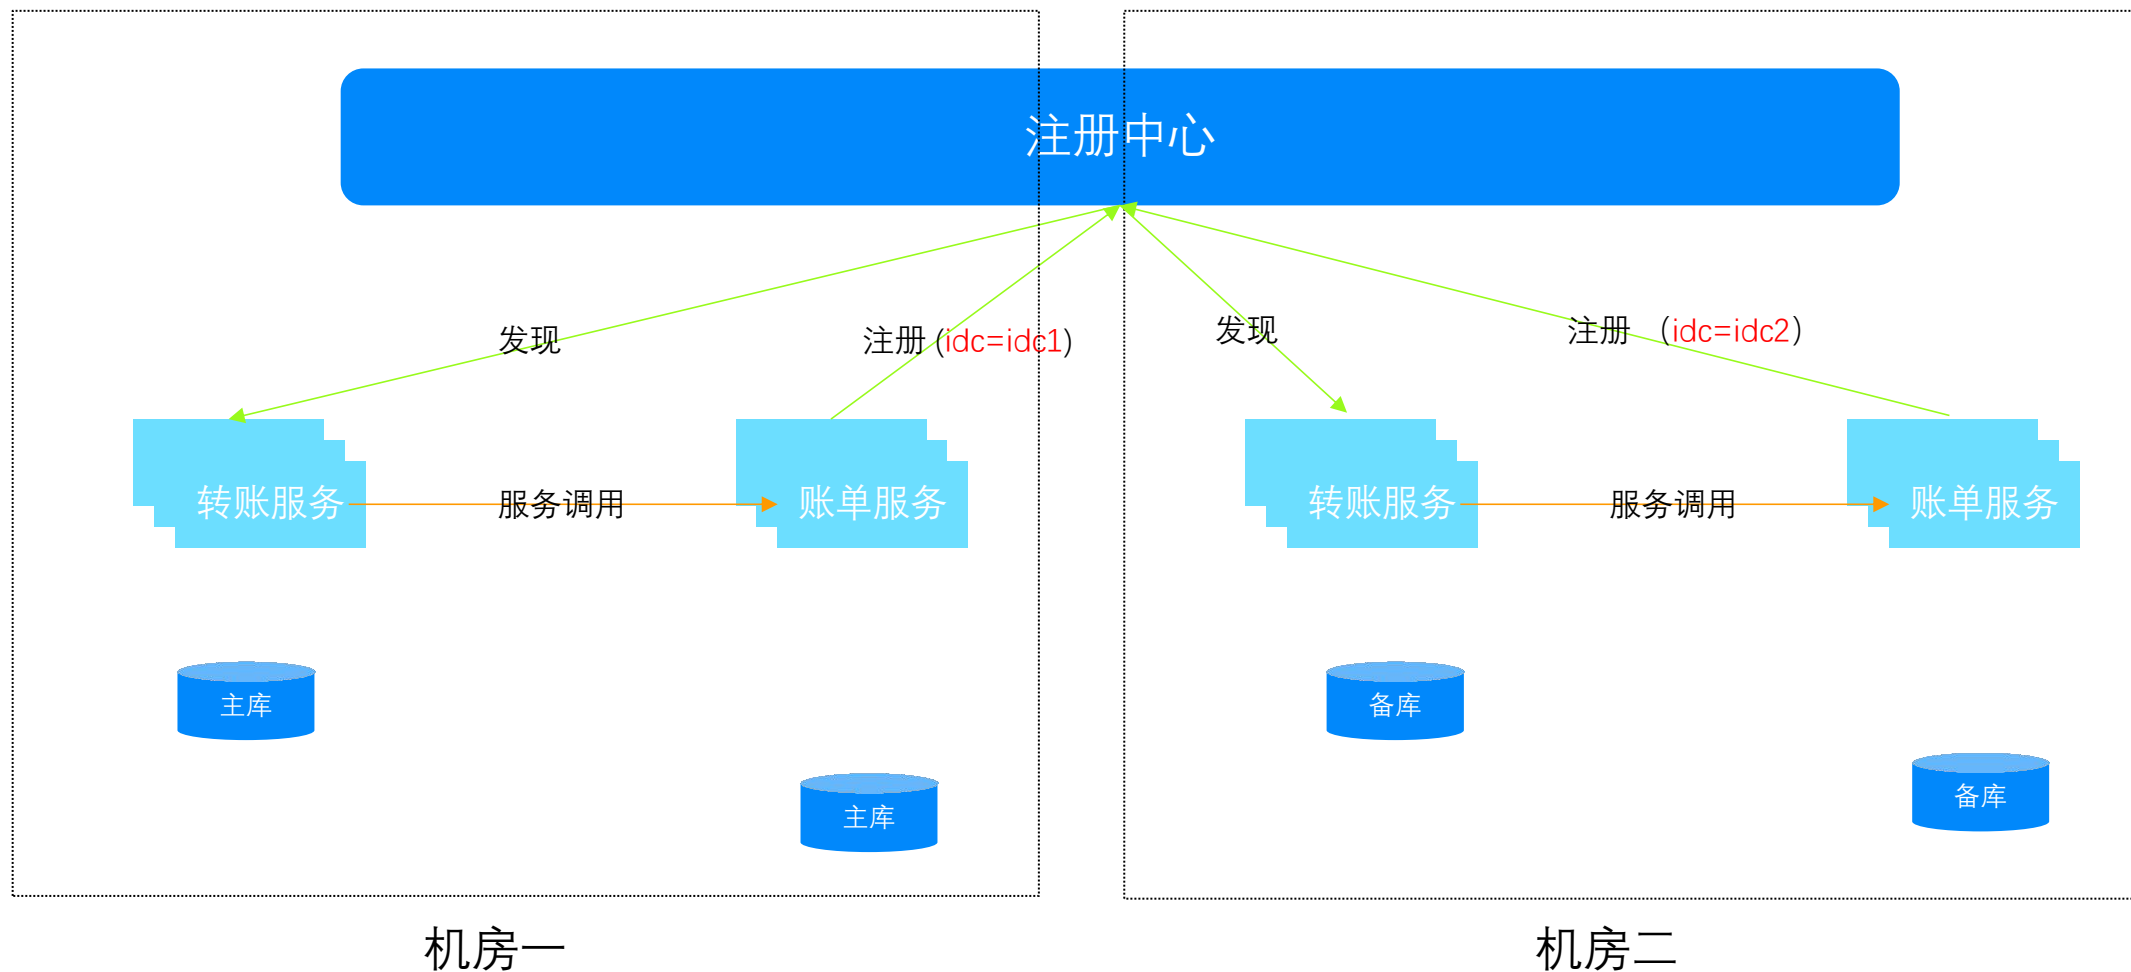 注册中心
发现
注册 (idc=idc1)
发现
注册 （idc=idc2）
转账服务
服务调用
账单服务
转账服务
服务调用
账单服务
主库
备库
主库
备库
机房一
机房二